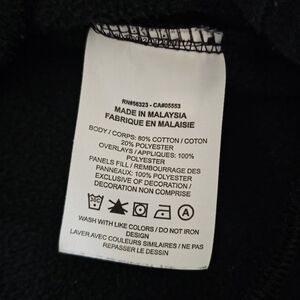 RN#56323 - CA#05553
MADE IN MALAYSIA
FABRIQUE EN MALAISIE
BODY / CORPS: 80% COTTON / COTON
20% POLYESTER
OVERLAYS / APPLIQUES: 100%
POLYESTER
PANELS FILL / REMBOURRAGE DES
PANNEAUX: 100% POLYESTER
EXCLUSIVE OF DECORATION /
DECORATION NON COMPRISE
30C
A
WASH WITH LIKE COLORS / DO NOT IRON
DESIGN
LAVER AVEC COULEURS SIMILAIRES / NE PAS
REPASSER LE DESSIN